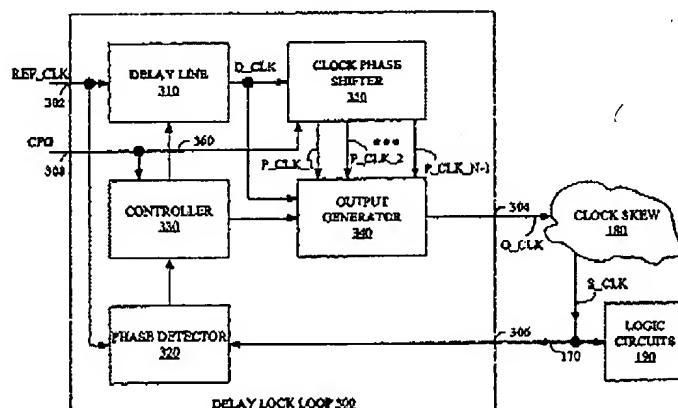 REF_CLK
302
CFG
308
DELAY LINE
310
D_CLK
CLOCK PHASE
SHIFTER
350
360
P_CLK_1
P_CLK_2
***
P_CLK_N-1
CONTROLLER
330
OUTPUT
GENERATOR
340
304
O_CLK
CLOCK SKEW
180
S_CLK
PHASE DETECTOR
320
306
170
LOGIC
CIRCUITS
190
DELAY LOCK LOOP 300